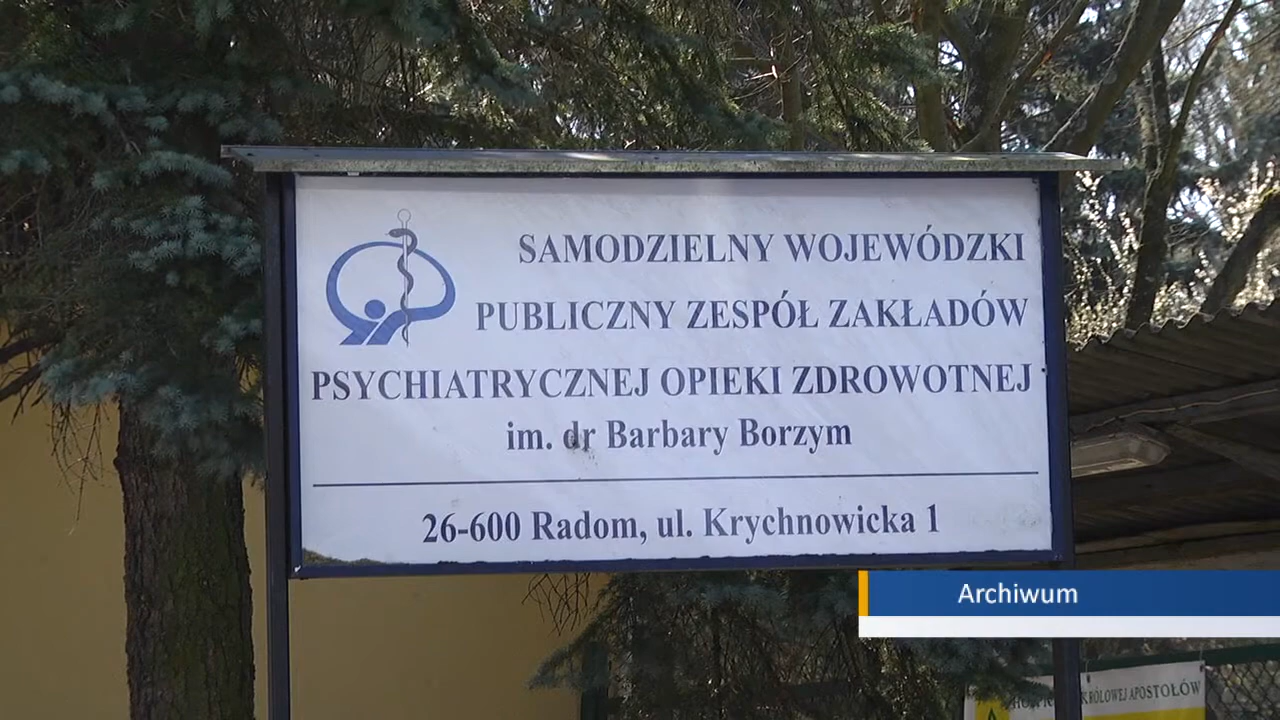 SAMODZIELNY WOJEWÓDZKI
PUBLICZNY ZESPÓŁ ZAKŁADÓW
PSYCHIATRYCZNEJ OPIEKI ZDROWOTNEJ
im. dr Barbary Borzym
26-600 Radom, ul. Krychnowicka 1
Archiwum
KRÓLOWEJ APOSTOŁÓW